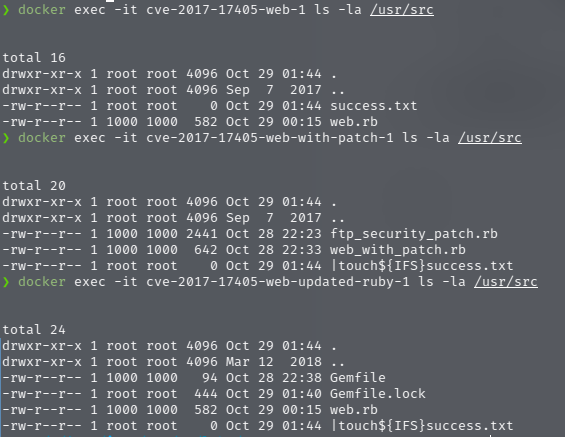 ❯ docker exec -it cve-2017-17405-web-1 ls -la /usr/src
total 16
drwxr-xr-x 1 root root 4096 Oct 29 01:44 .
drwxr-xr-x 1 root root 4096 Sep  7  2017 ..
-rw-r--r-- 1 root root    0 Oct 29 01:44 success.txt
-rw-r--r-- 1 1000 1000  582 Oct 29 00:15 web.rb
❯ docker exec -it cve-2017-17405-web-with-patch-1 ls -la /usr/src
total 20
drwxr-xr-x 1 root root 4096 Oct 29 01:44 .
drwxr-xr-x 1 root root 4096 Sep  7  2017 ..
-rw-r--r-- 1 1000 1000 2441 Oct 28 22:23 ftp_security_patch.rb
-rw-r--r-- 1 1000 1000  642 Oct 28 22:33 web_with_patch.rb
-rw-r--r-- 1 root root    0 Oct 29 01:44 |touch${IFS}success.txt
❯ docker exec -it cve-2017-17405-web-updated-ruby-1 ls -la /usr/src
total 24
drwxr-xr-x 1 root root 4096 Oct 29 01:44 .
drwxr-xr-x 1 root root 4096 Mar 12  2018 ..
-rw-r--r-- 1 1000 1000   94 Oct 28 22:38 Gemfile
-rw-r--r-- 1 root root  444 Oct 29 01:40 Gemfile.lock
-rw-r--r-- 1 1000 1000  582 Oct 29 00:15 web.rb
-rw-r--r-- 1 root root    0 Oct 29 01:44 |touch${IFS}success.txt